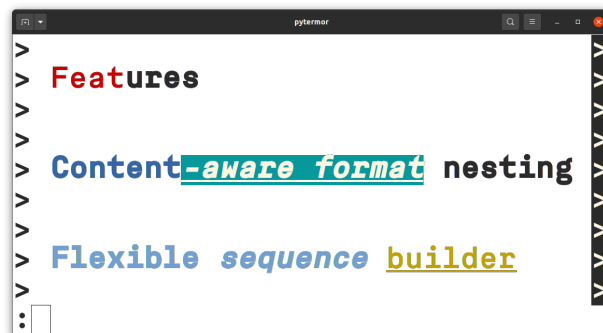 pytermor
> >
> Features >
> >
> >
> Content-aware format nesting >
> >
> >
> Flexible sequence builder >
> >
: